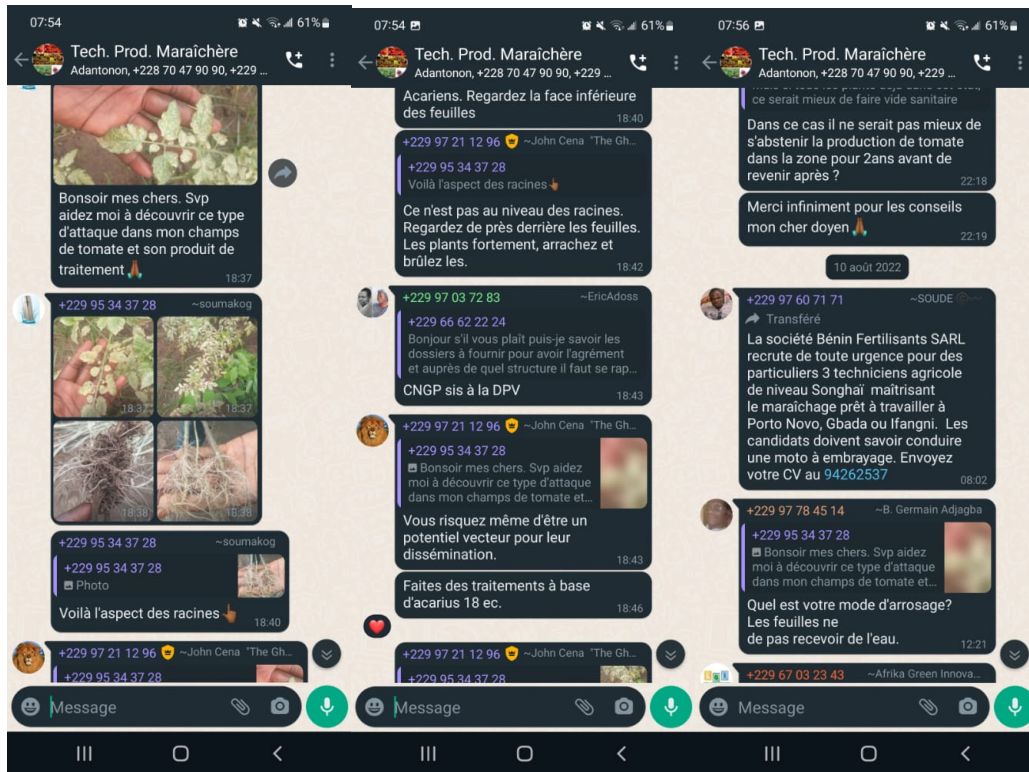 07:54
61%
Tech. Prod. Maraîchère
Adantonon, +228 70 47 90 90, +229 ...
Bonsoir mes chers. Svp
aidez moi à découvrir ce type
d'attaque dans mon champs
de tomate et son produit de
traitement
18:37
+229 95 34 37 28 ~soumakog
18:37
18:37
18:38
18:38
+229 95 34 37 28 ~soumakog
+229 95 34 37 28
Photo
Voilà l'aspect des racines
18:40
+229 97 21 12 96 ~John Cena "The Gh...
+229 95 34 37 28
Message
07:54
61%
Tech. Prod. Maraîchère
Adantonon, +228 70 47 90 90, +229 ...
Acariens. Regardez la face inférieure
des feuilles
18:40
+229 97 21 12 96 ~John Cena "The Gh...
+229 95 34 37 28
Voilà l'aspect des racines
Ce n'est pas au niveau des racines.
Regardez de près derrière les feuilles.
Les plants fortement, arrachez et
brûlez les.
18:42
+229 97 03 72 83 ~EricAdoss
+229 66 62 22 24
Bonjour s'il vous plaît puis-je savoir les
dossiers à fournir pour avoir l'agrément
et auprès de quel structure il faut se rap...
CNGP sis à la DPV
18:43
+229 97 21 12 96 ~John Cena "The Gh...
+229 95 34 37 28
Bonsoir mes chers. Svp aidez
moi à découvrir ce type d'attaque
dans mon champs de tomate et...
Vous risquez même d'être un
potentiel vecteur pour leur
dissémination.
18:43
Faites des traitements à base
d'acarius 18 ec.
18:46
+229 97 21 12 96 ~John Cena "The Gh...
+229 95 34 37 28
Message
07:56
61%
Tech. Prod. Maraîchère
Adantonon, +228 70 47 90 90, +229 ...
ce serait mieux de faire vide sanitaire
Dans ce cas il ne serait pas mieux de
s'abstenir la production de tomate
dans la zone pour 2ans avant de
revenir après ?
22:18
Merci infiniment pour les conseils
mon cher doyen
22:19
10 août 2022
+229 97 60 71 71 ~SOUDE
Transféré
La société Bénin Fertilisants SARL
recrute de toute urgence pour des
particuliers 3 techniciens agricole
de niveau Songhaï maîtrisant
le maraîchage prêt à travailler à
Porto Novo, Gbada ou Ifangni. Les
candidats doivent savoir conduire
une moto à embrayage. Envoyez
votre CV au 94262537
08:02
+229 97 78 45 14 ~B. Germain Adjagba
+229 95 34 37 28
Bonsoir mes chers. Svp aidez
moi à découvrir ce type d'attaque
dans mon champs de tomate et...
Quel est votre mode d'arrosage?
Les feuilles ne
de pas recevoir de l'eau.
12:21
+229 67 03 23 43 ~Afrika Green Innova...
Message